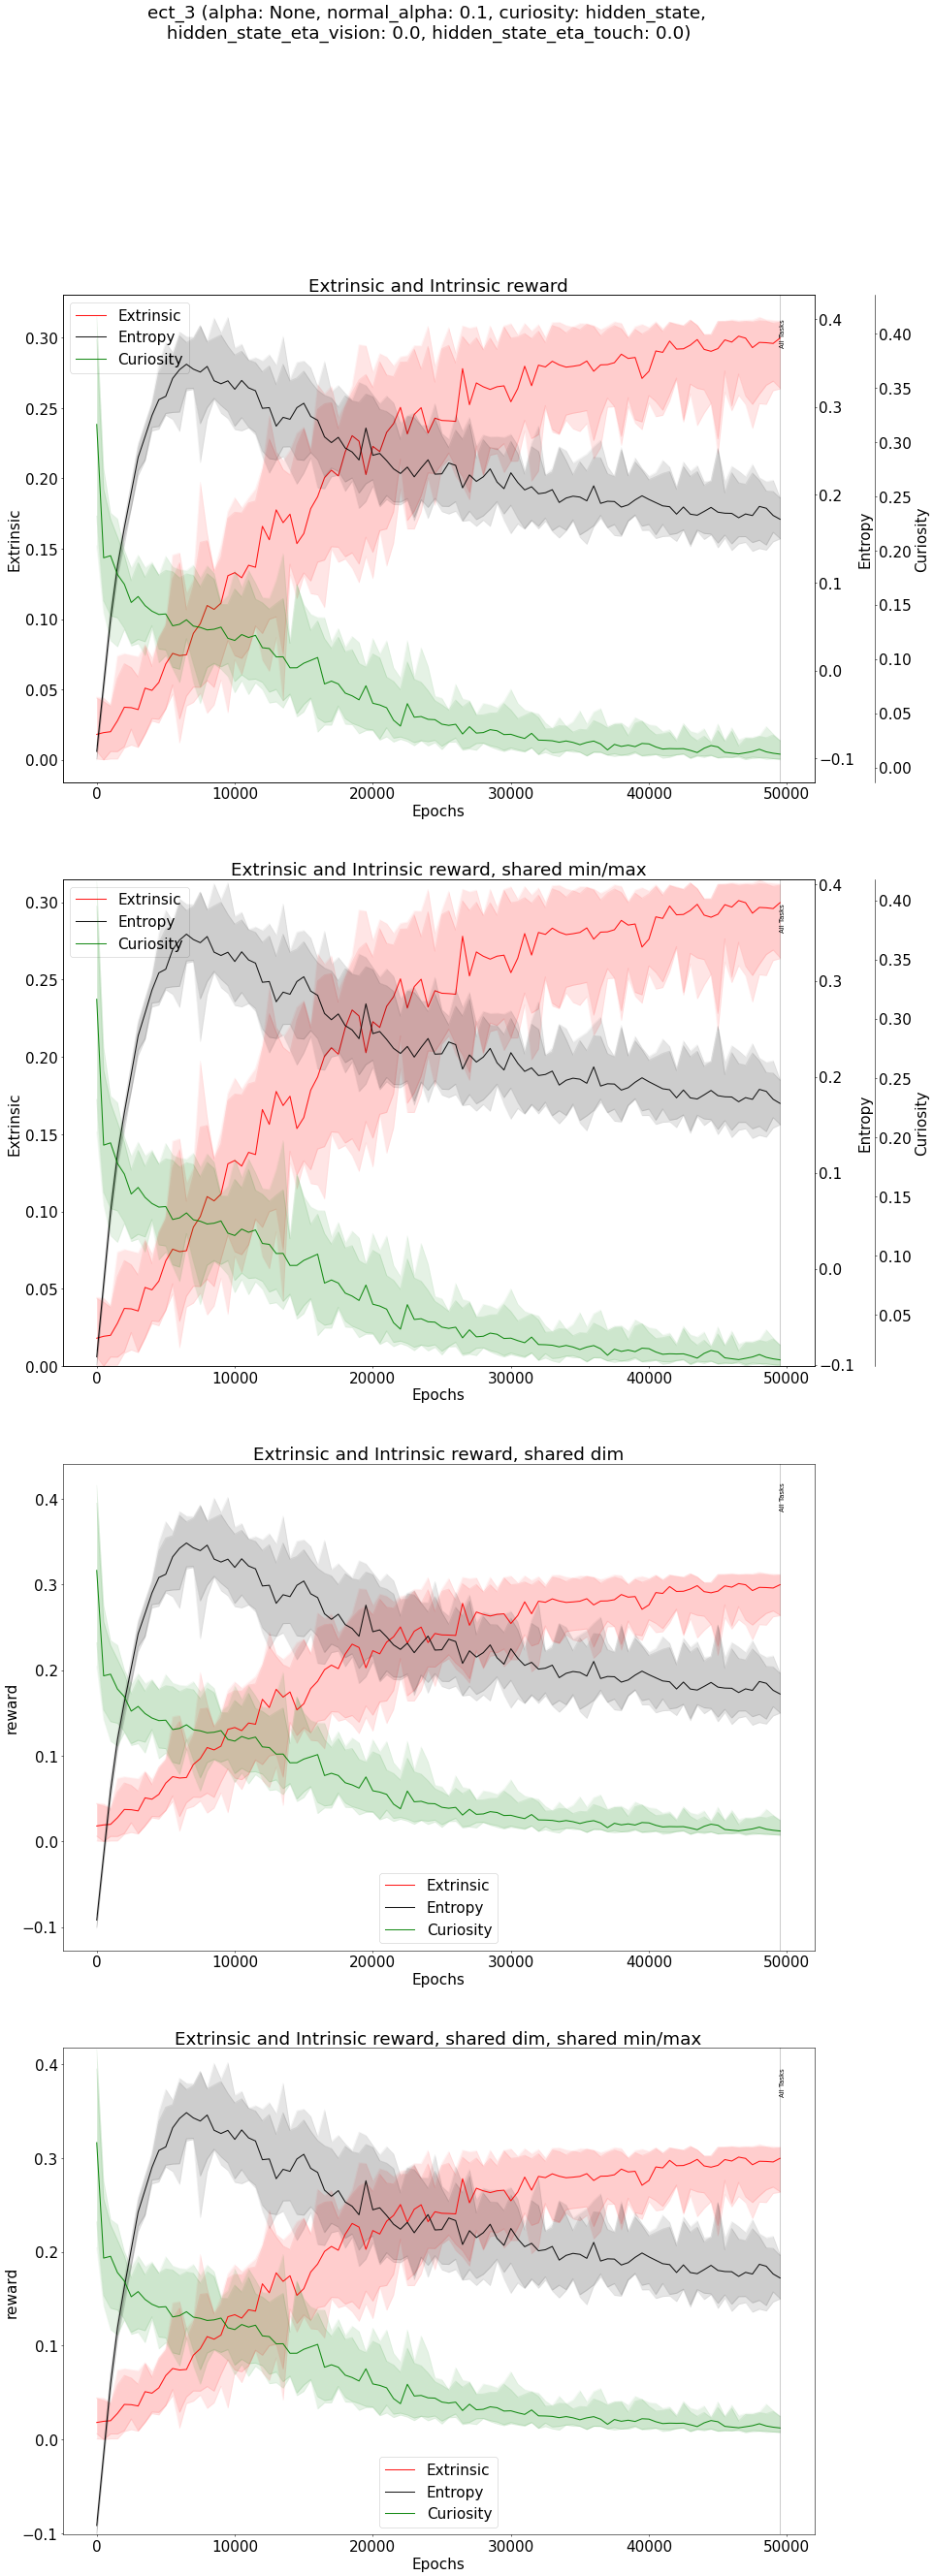 ect_3 (alpha: None, normal_alpha: 0.1, curiosity: hidden_state,
hidden_state_eta_vision: 0.0, hidden_state_eta_touch: 0.0)
Extrinsic and Intrinsic reward
Extrinsic
Entropy
Curiosity
All Tasks
0.30
0.25
0.20
0.15
0.10
0.05
0.00
Extrinsic
0.4
0.3
0.2
0.1
0.0
−0.1
Entropy
0.40
0.35
0.30
0.25
0.20
0.15
0.10
0.05
0.00
Curiosity
0 10000 20000 30000 40000 50000
Epochs
Extrinsic and Intrinsic reward, shared min/max
Extrinsic
Entropy
Curiosity
All Tasks
0.30
0.25
0.20
0.15
0.10
0.05
0.00
Extrinsic
0.4
0.3
0.2
0.1
0.0
−0.1
Entropy
0.40
0.35
0.30
0.25
0.20
0.15
0.10
0.05
Curiosity
0 10000 20000 30000 40000 50000
Epochs
Extrinsic and Intrinsic reward, shared dim
All Tasks
0.4
0.3
0.2
0.1
0.0
−0.1
reward
Extrinsic
Entropy
Curiosity
0 10000 20000 30000 40000 50000
Epochs
Extrinsic and Intrinsic reward, shared dim, shared min/max
All Tasks
0.4
0.3
0.2
0.1
0.0
−0.1
reward
Extrinsic
Entropy
Curiosity
0 10000 20000 30000 40000 50000
Epochs